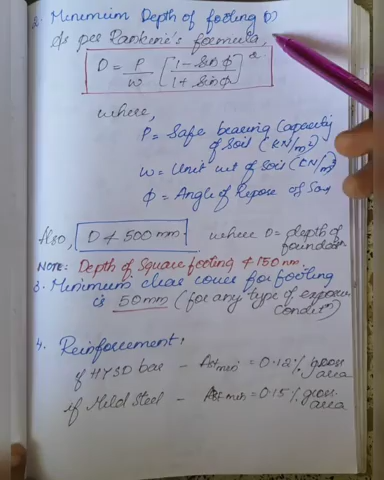 2. Minimum Depth of footing (D)
As per Rankine's formula,
D = P/w [1 - Sin φ / 1 + Sin φ]²
where,
P = Safe bearing Capacity
of Soil (KN/m²)
w = Unit wt of Soil (KN/m³)
φ = Angle of Repose of Soil
Also, D ≮ 500 mm where D = depth of
foundation
NOTE: Depth of Square footing ≮ 150 mm.
3. Minimum clear cover for footing
is 50mm (for any type of exposure
condition)
4. Reinforcement:
if HYSD bar - Ast min = 0.12% gross
area
if Mild Steel - Ast min = 0.15% gross
area